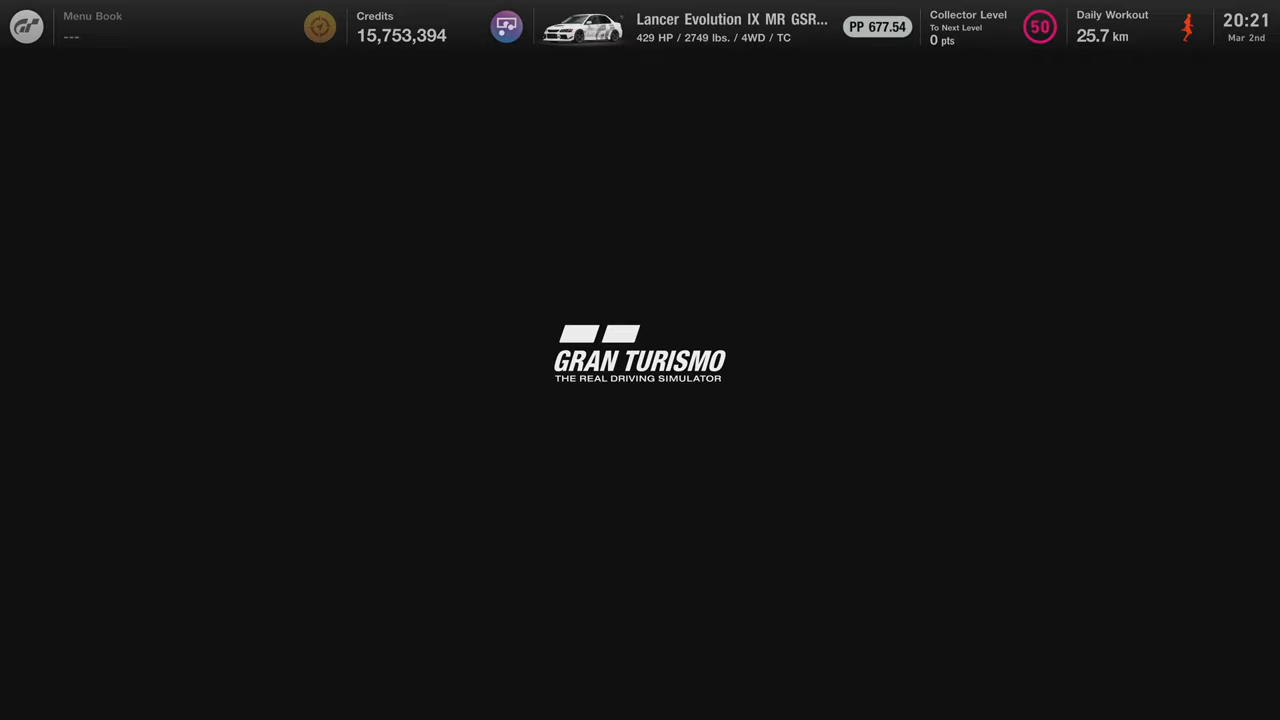 GT
Menu Book
---
Credits
15,753,394
Lancer Evolution IX MR GSR...
429 HP / 2749 lbs. / 4WD / TC
PP 677.54
Collector Level
To Next Level
0 pts
50
Daily Workout
25.7 km
20:21
Mar 2nd
GRAN TURISMO
THE REAL DRIVING SIMULATOR